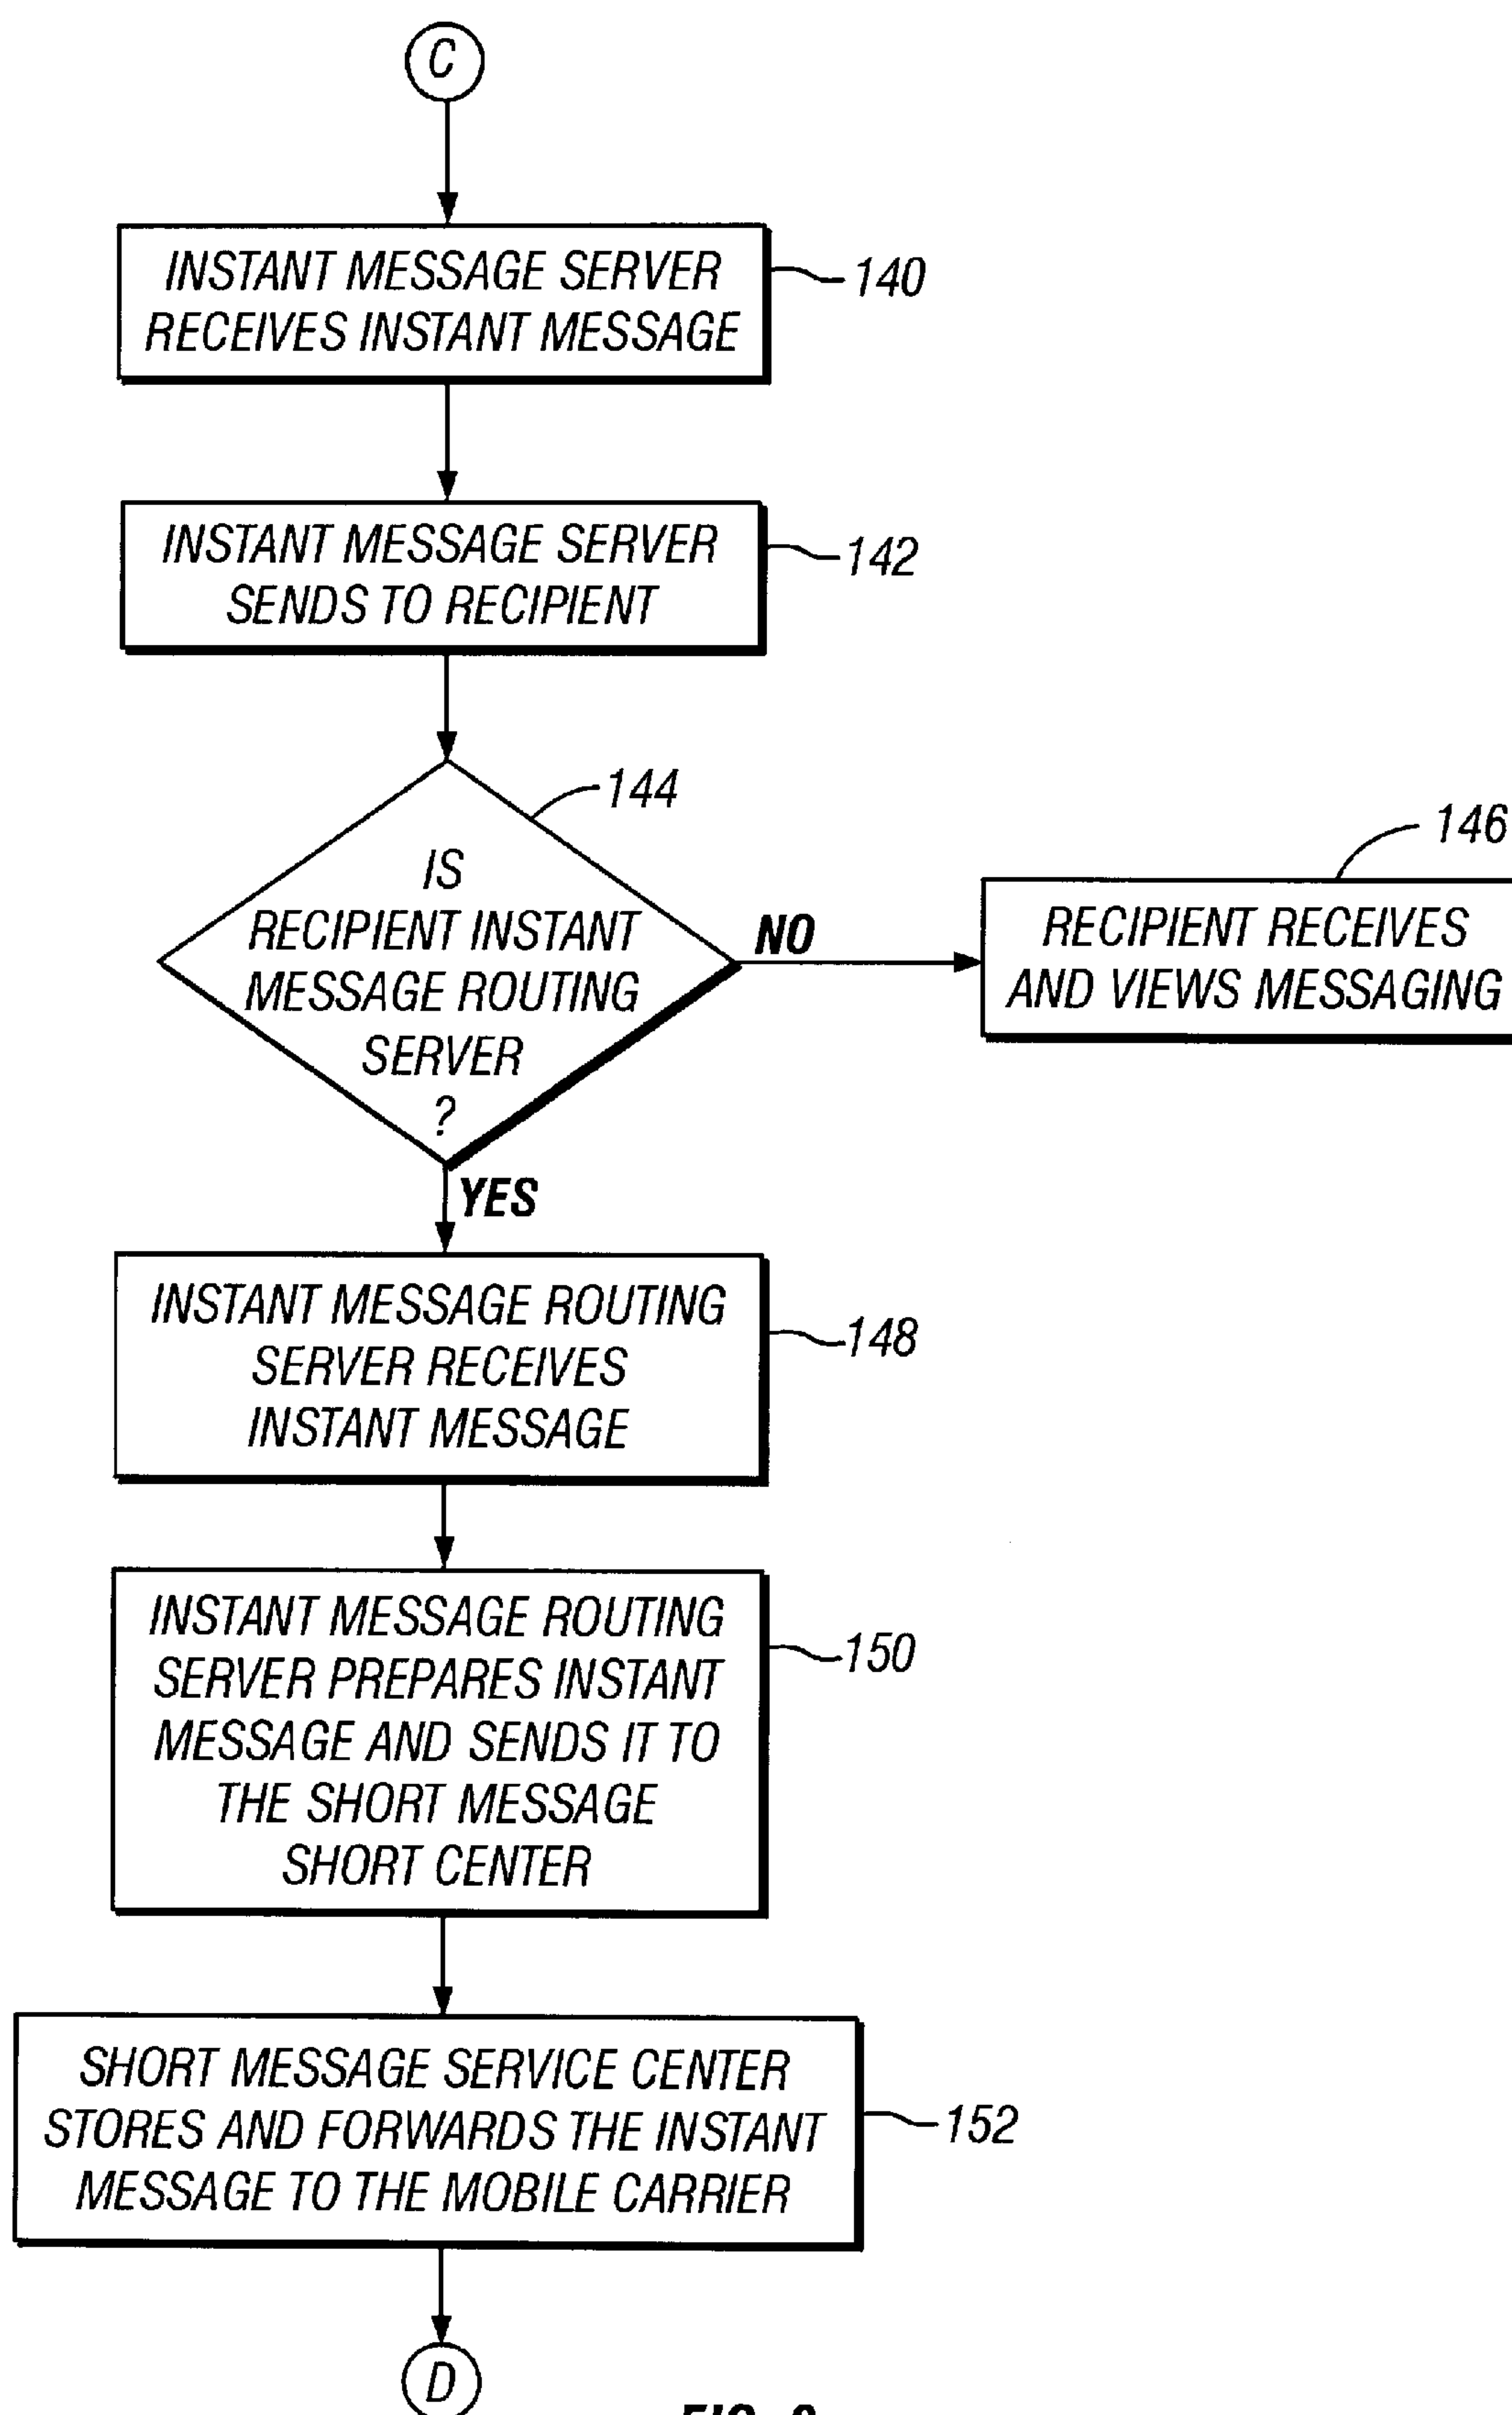 C
INSTANT MESSAGE SERVER
RECEIVES INSTANT MESSAGE
140
INSTANT MESSAGE SERVER
SENDS TO RECIPIENT
142
144
IS
RECIPIENT INSTANT
MESSAGE ROUTING
SERVER
?
NO
146
RECIPIENT RECEIVES
AND VIEWS MESSAGING
YES
INSTANT MESSAGE ROUTING
SERVER RECEIVES
INSTANT MESSAGE
148
INSTANT MESSAGE ROUTING
SERVER PREPARES INSTANT
MESSAGE AND SENDS IT TO
THE SHORT MESSAGE
SHORT CENTER
150
SHORT MESSAGE SERVICE CENTER
STORES AND FORWARDS THE INSTANT
MESSAGE TO THE MOBILE CARRIER
152
D